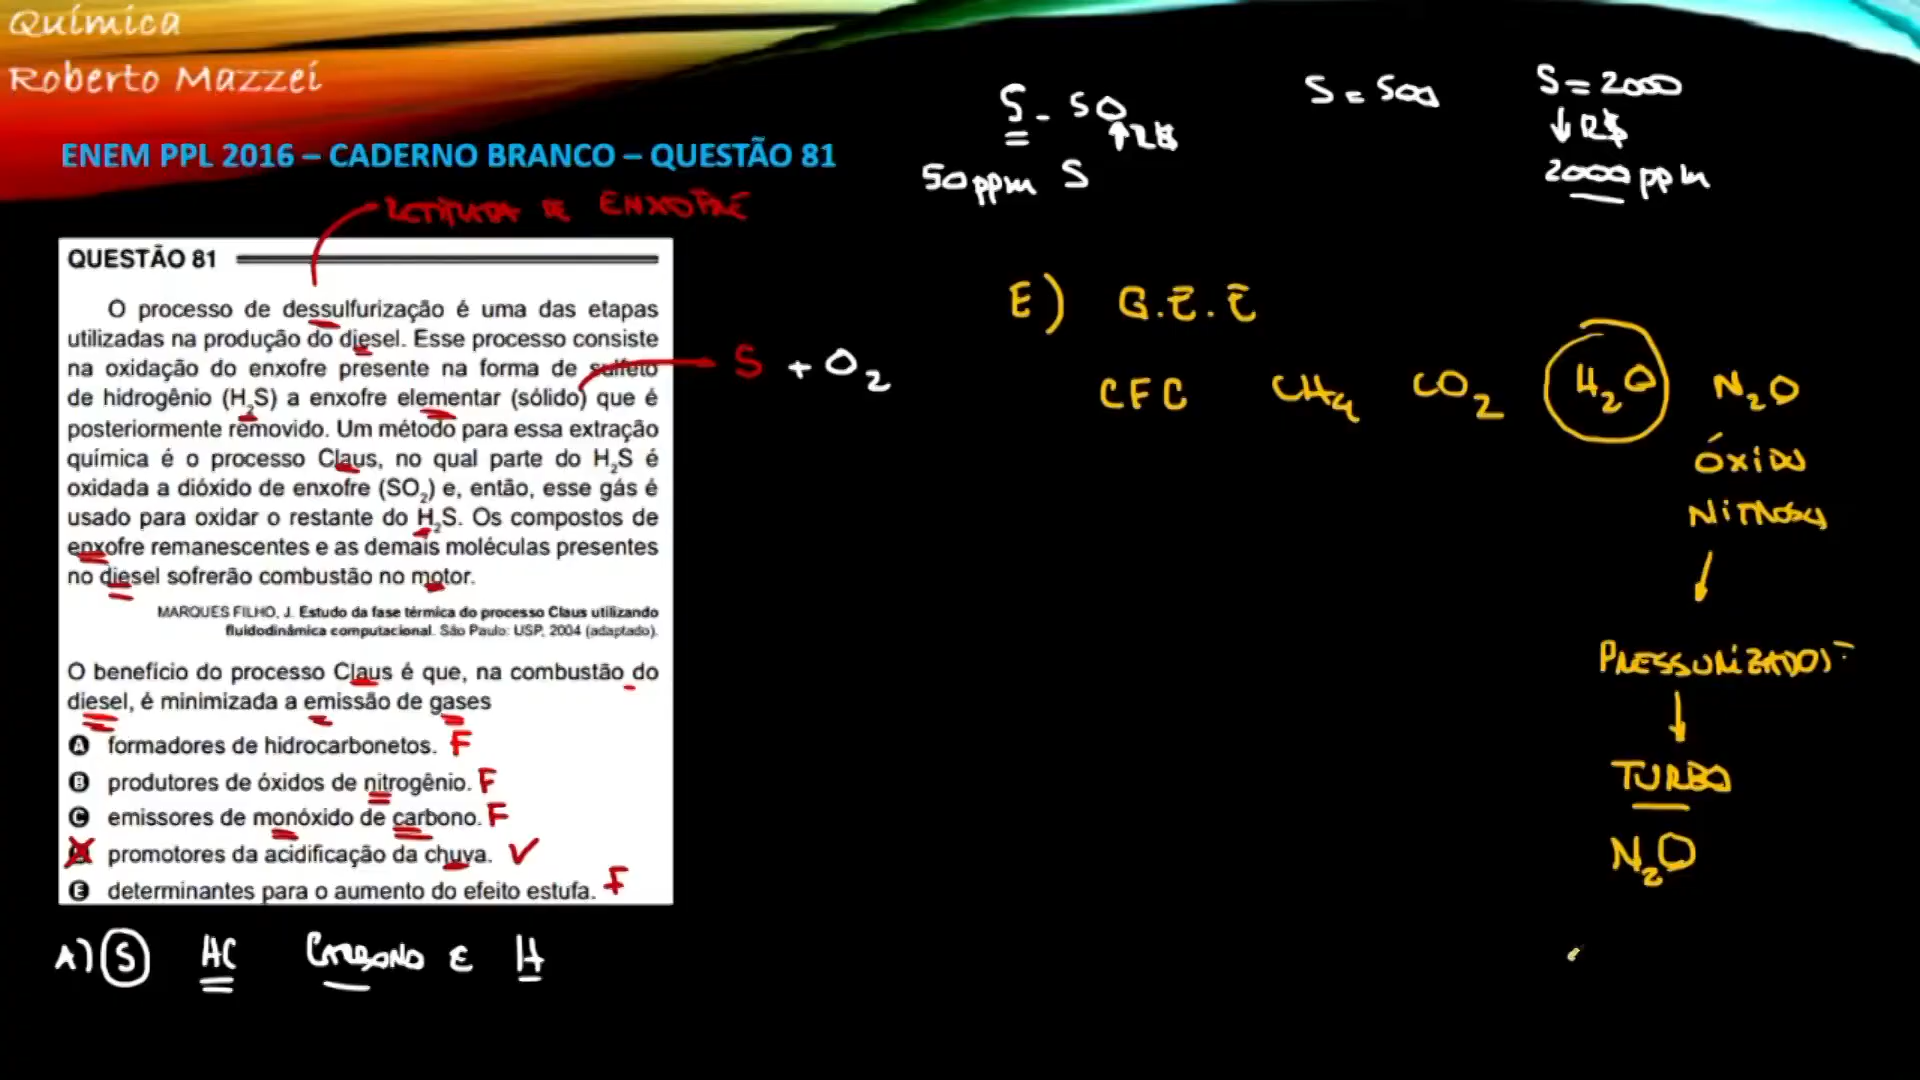 Química
Roberto Mazzei
ENEM PPL 2016 – CADERNO BRANCO – QUESTÃO 81
S - 50
↑ R$
50 ppm S
S = 500
S = 2000
↓ R$
2000 ppm
RETIRADA DE ENXOFRE
QUESTÃO 81
O processo de dessulfurização é uma das etapas
utilizadas na produção do diesel. Esse processo consiste
na oxidação do enxofre presente na forma de sulfeto
de hidrogênio (H₂S) a enxofre elementar (sólido) que é
posteriormente removido. Um método para essa extração
química é o processo Claus, no qual parte do H₂S é
oxidada a dióxido de enxofre (SO₂) e, então, esse gás é
usado para oxidar o restante do H₂S. Os compostos de
enxofre remanescentes e as demais moléculas presentes
no diesel sofrerão combustão no motor.
MARQUES FILHO, J. Estudo da fase térmica do processo Claus utilizando
fluidodinâmica computacional. São Paulo: USP, 2004 (adaptado).
O benefício do processo Claus é que, na combustão do
diesel, é minimizada a emissão de gases
A formadores de hidrocarbonetos. F
B produtores de óxidos de nitrogênio. F
C emissores de monóxido de carbono. F
X promotores da acidificação da chuva. ✓
E determinantes para o aumento do efeito estufa. F
S + O₂
E) G.E.E
CFC CH₄ CO₂ H₂O N₂O
ÓXIDO
NITROSO
↓
PRESSURIZADOS
↓
TURBO
N₂O
A) S HC CARBONO E H